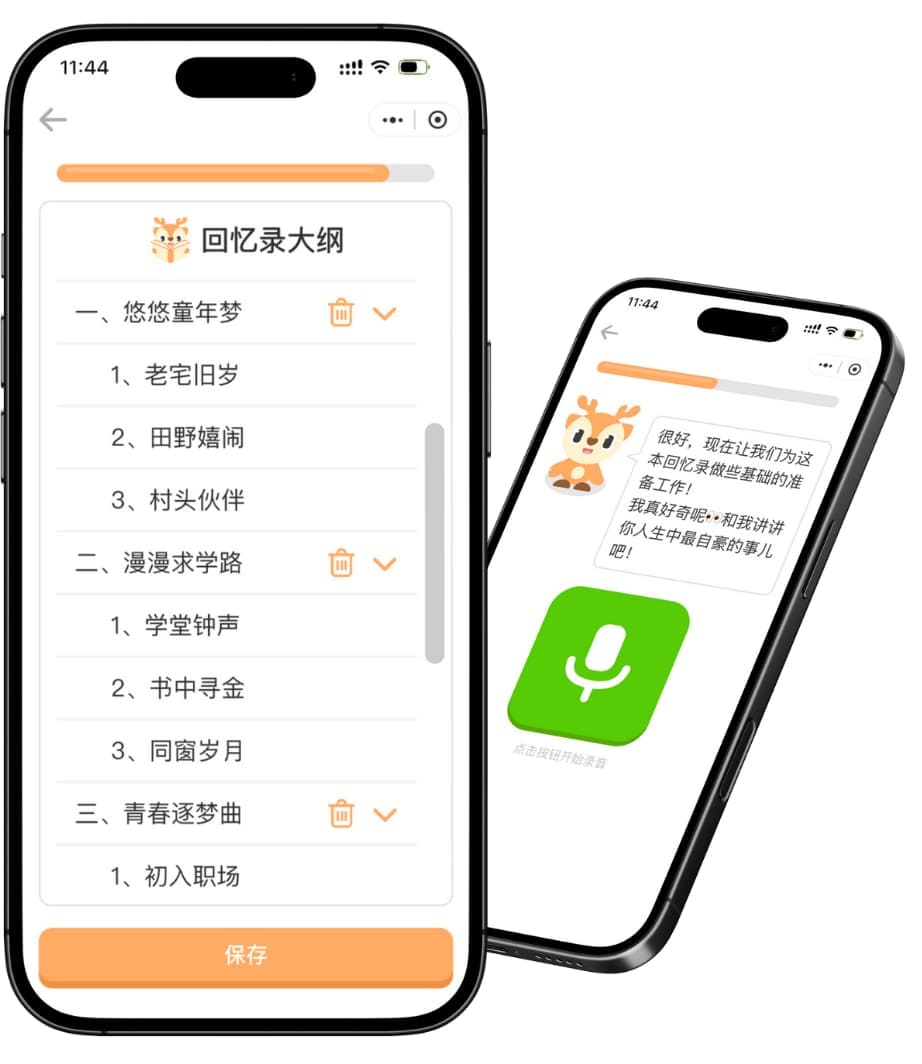 11:44
回忆录大纲
一、悠悠童年梦
1、老宅旧岁
2、田野嬉闹
3、村头伙伴
二、漫漫求学路
1、学堂钟声
2、书中寻金
3、同窗岁月
三、青春逐梦曲
1、初入职场
保存
11:44
很好，现在让我们为这
本回忆录做些基础的准
备工作！
我真好奇呢👀和我讲讲
你人生中最自豪的事儿
吧！
点击按钮开始录音